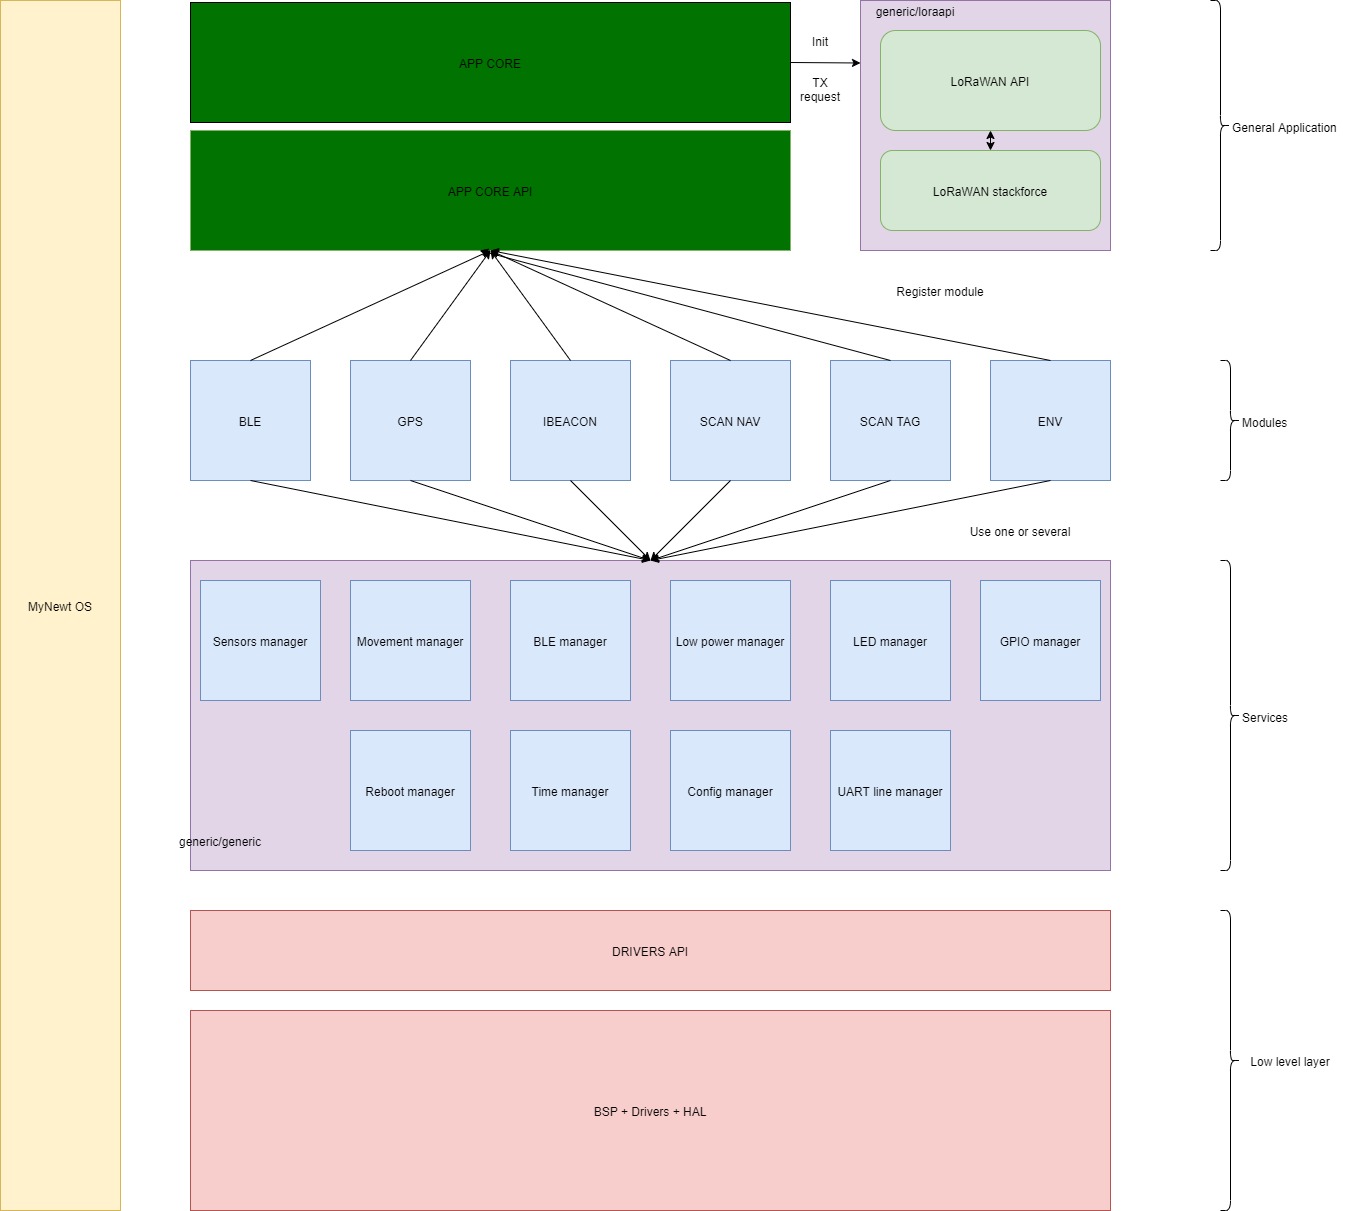 generic/loraapi
Init
APP CORE
LoRaWAN API
TX
request
General Application
APP CORE API
LoRaWAN stackforce
Register module
BLE
GPS
IBEACON
SCAN NAV
SCAN TAG
ENV
Modules
Use one or several
MyNewt OS
Sensors manager
Movement manager
BLE manager
Low power manager
LED manager
GPIO manager
Services
Reboot manager
Time manager
Config manager
UART line manager
generic/generic
DRIVERS API
Low level layer
BSP + Drivers + HAL